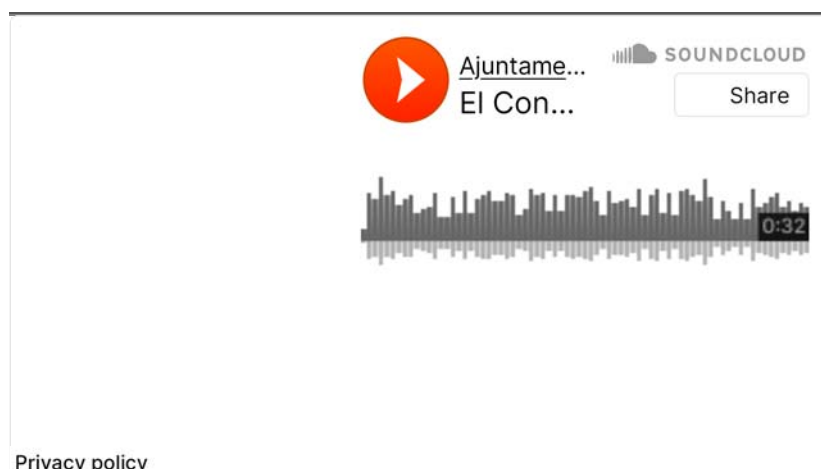 Ajuntame...
SOUNDCLOUD
El Con...
Share
0:32
Privacy policy